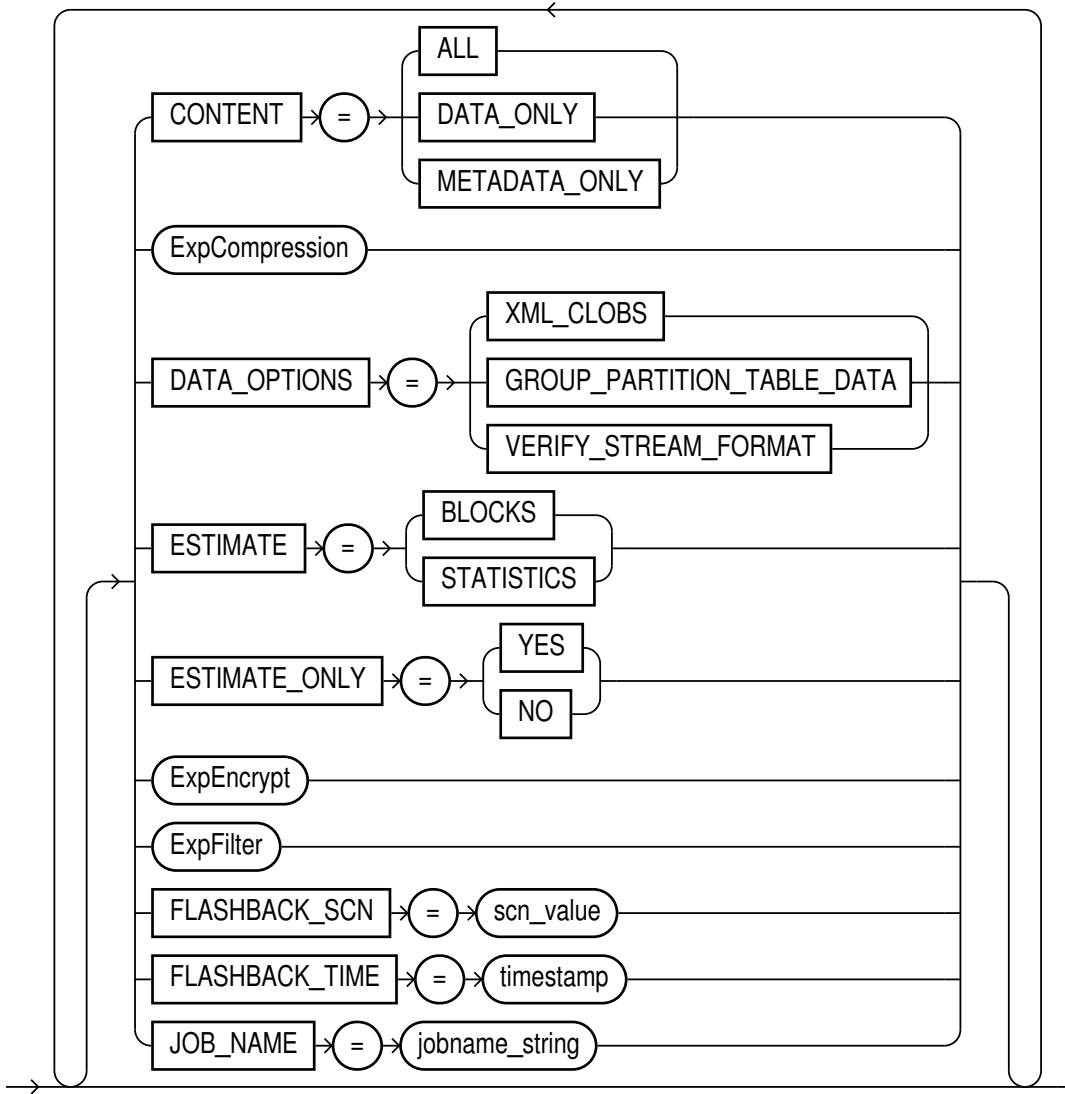 ALL
CONTENT = DATA_ONLY
METADATA_ONLY
ExpCompression
XML_CLOBS
DATA_OPTIONS = GROUP_PARTITION_TABLE_DATA
VERIFY_STREAM_FORMAT
BLOCKS
ESTIMATE =
STATISTICS
YES
ESTIMATE_ONLY =
NO
ExpEncrypt
ExpFilter
FLASHBACK_SCN = scn_value
FLASHBACK_TIME = timestamp
JOB_NAME = jobname_string